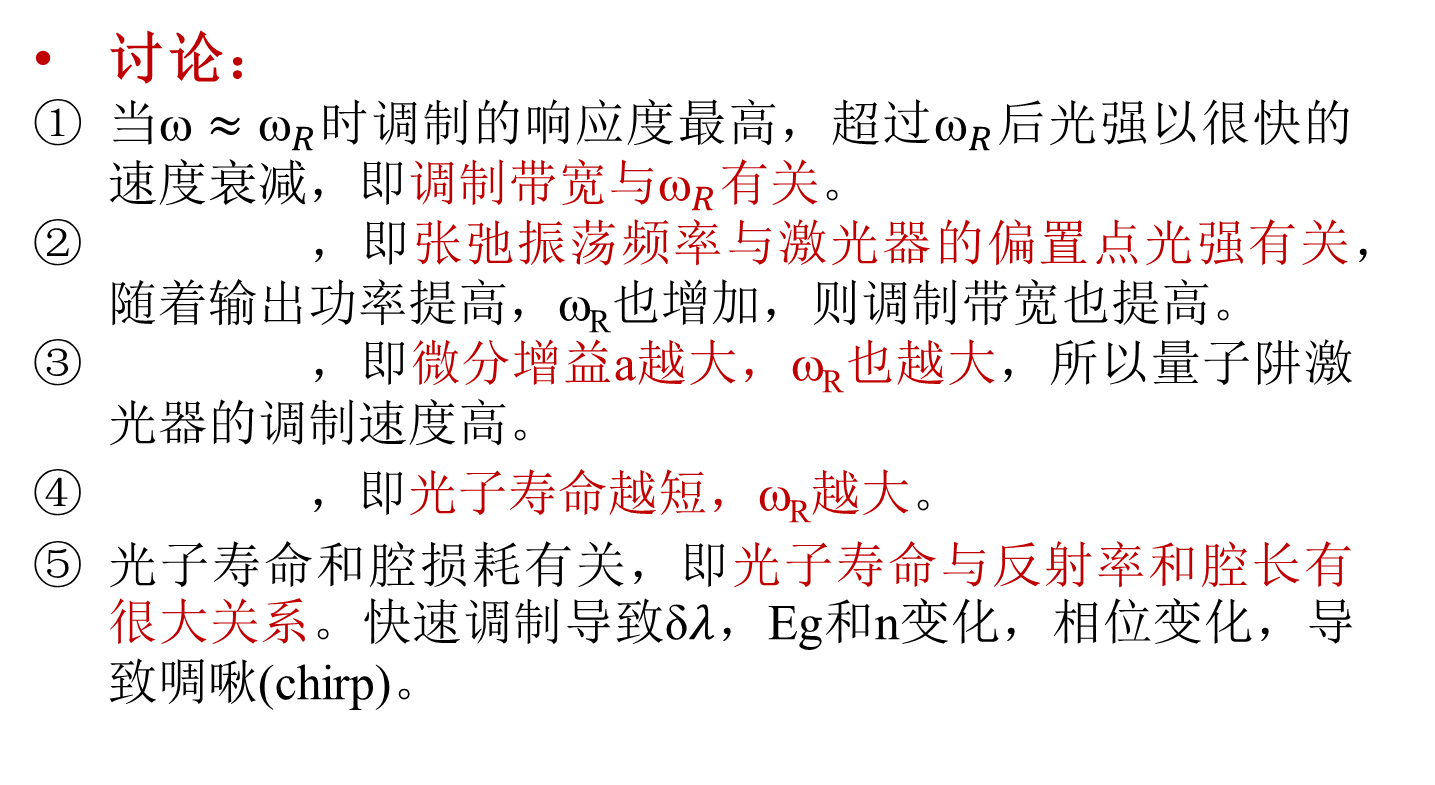 • 讨论：
① 当ω ≈ ω𝑅时调制的响应度最高，超过ω𝑅后光强以很快的
速度衰减，即调制带宽与ω𝑅有关。
② ，即张弛振荡频率与激光器的偏置点光强有关，
随着输出功率提高，ωR也增加，则调制带宽也提高。
③ ，即微分增益a越大，ωR也越大，所以量子阱激
光器的调制速度高。
④ ，即光子寿命越短，ωR越大。
⑤ 光子寿命和腔损耗有关，即光子寿命与反射率和腔长有
很大关系。快速调制导致δ𝜆，Eg和n变化，相位变化，导
致啁啾(chirp)。